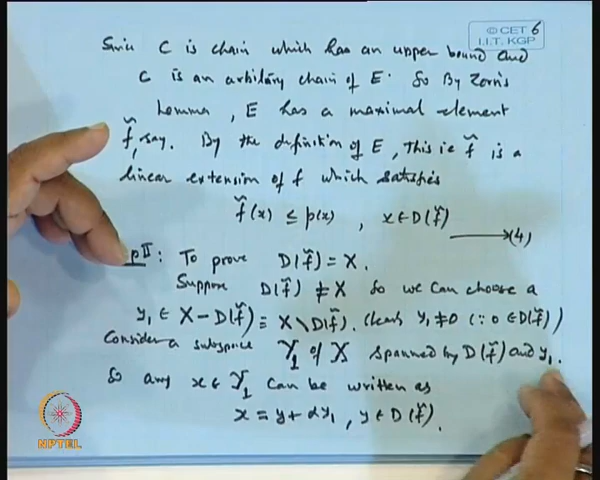 © CET
I.I.T. KGP
6
Since C is chain which has an upper bound and
C is an arbitrary chain of E. So By Zorn's
Lemma, E has a maximal element
f̃, say. By the definition of E, this ie f̃ is a
linear extension of f which satisfies
f̃(x) ≤ p(x) , x ∈ D(f̃) ⟶ (4)
pII : To prove D(f̃) = X.
Suppose D(f̃) ≠ X So we can choose a
y₁ ∈ X − D(f̃) ≡ X \ D(f̃). Clearly y₁ ≠ 0 (∵ 0 ∈ D(f̃))
Consider a subspace Y₁ of X spanned by D(f̃) and y₁.
So any x ∈ Y₁ can be written as
x = y + αy₁ , y ∈ D(f̃).
NPTEL